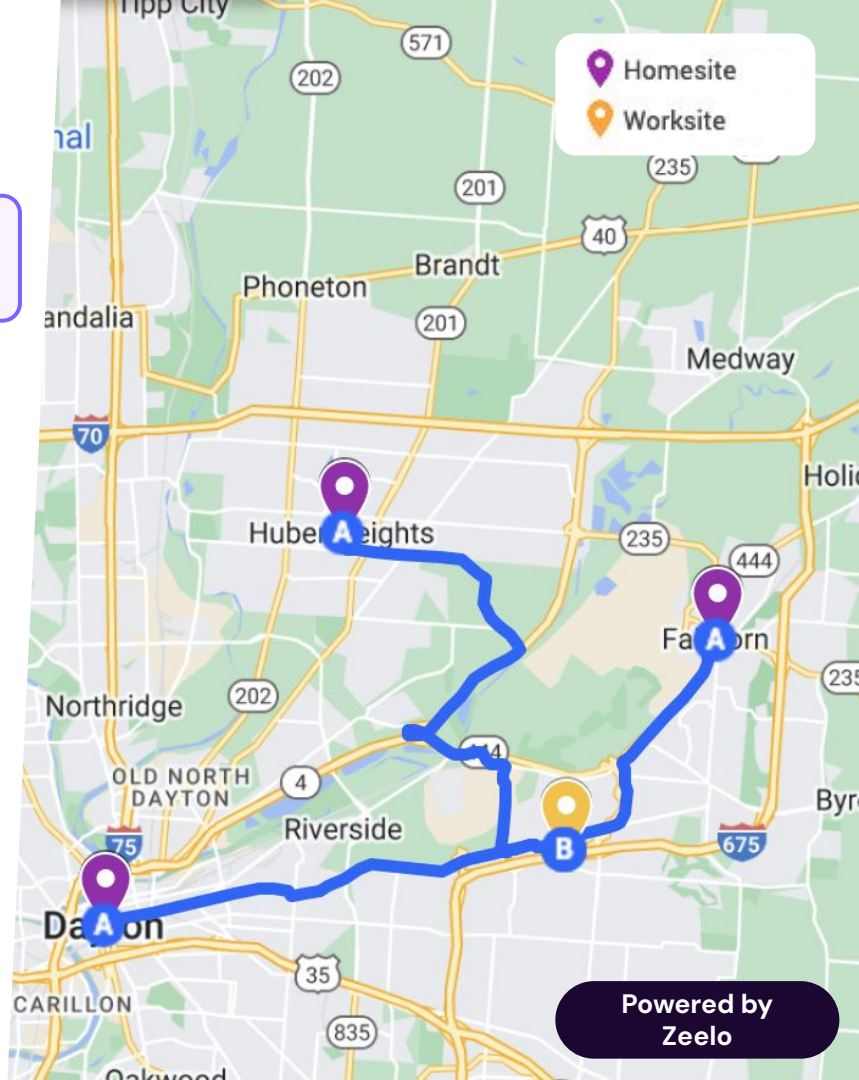 Tipp City
571
202
Homesite
Worksite
nal
235
201
40
Brandt
Phoneton
201
andalia
Medway
70
Holic
Huber Heights
A
235
444
Fairborn
A
235
Northridge
202
OLD NORTH
DAYTON
4
Riverside
Byr
75
B
675
Dayton
A
35
CARILLON
835
Oakwood
Powered by
Zeelo